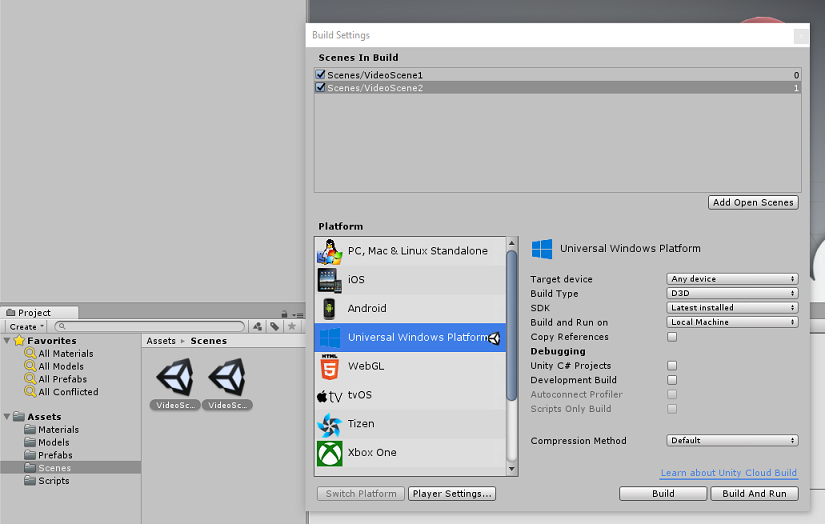 Build Settings
Scenes In Build
Scenes/VideoScene1 0
Scenes/VideoScene2 1
Add Open Scenes
Platform
PC, Mac & Linux Standalone
iOS
Android
Universal Windows Platform
HTML
5
WebGL
tv
tvOS
Tizen
Xbox One
Universal Windows Platform
Target device Any device
Build Type D3D
SDK Latest installed
Build and Run on Local Machine
Copy References
Debugging
Unity C# Projects
Development Build
Autoconnect Profiler
Scripts Only Build
Compression Method Default
Learn about Unity Cloud Build
Switch Platform Player Settings... Build Build And Run
Project
Create
Favorites
All Materials
All Models
All Prefabs
All Conflicted
Assets
Materials
Models
Prefabs
Scenes
Scripts
Assets Scenes
VideoSc... VideoSc...